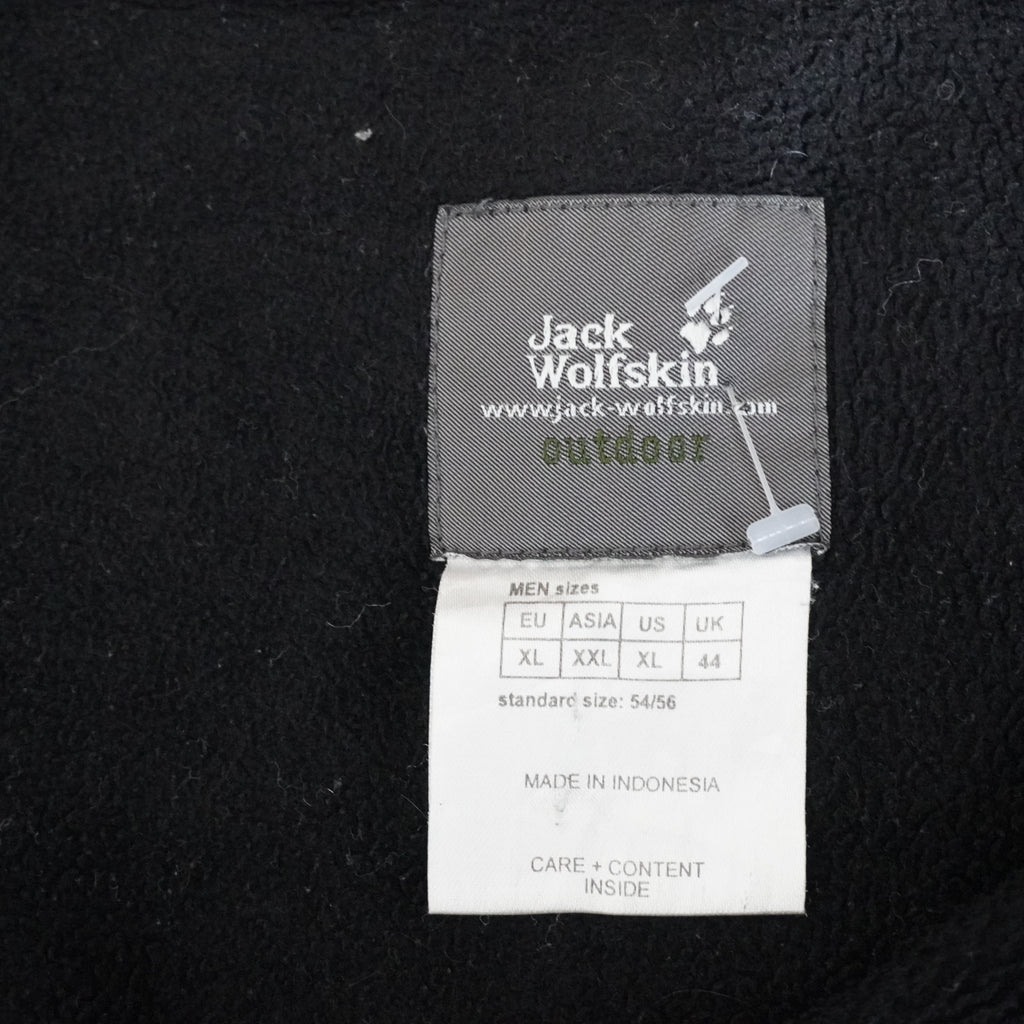 Jack
Wolfskin
www.jack-wolfskin.com
outdoor
MEN sizes
EU ASIA US UK
XL XXL XL 44
standard size: 54/56
MADE IN INDONESIA
CARE + CONTENT
INSIDE